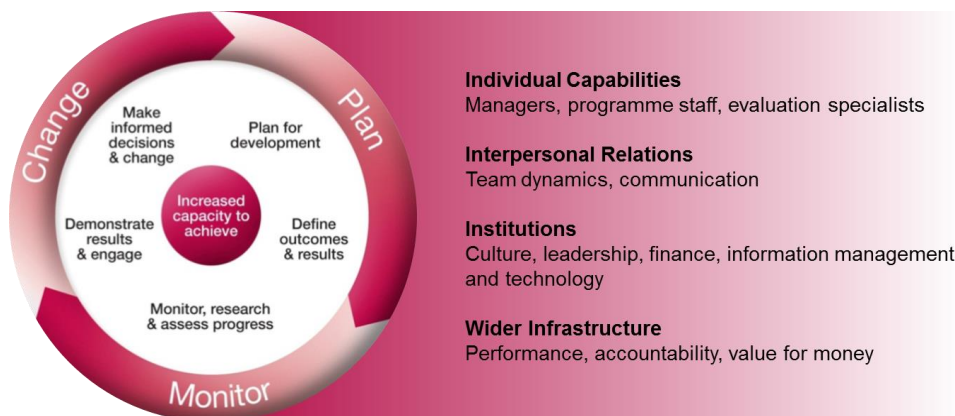 Change
Plan
Monitor
Make
informed
decisions
& change
Plan for
development
Demonstrate
results
& engage
Increased
capacity to
achieve
Define
outcomes
& results
Monitor, research
& assess progress
Individual Capabilities
Managers, programme staff, evaluation specialists
Interpersonal Relations
Team dynamics, communication
Institutions
Culture, leadership, finance, information management
and technology
Wider Infrastructure
Performance, accountability, value for money